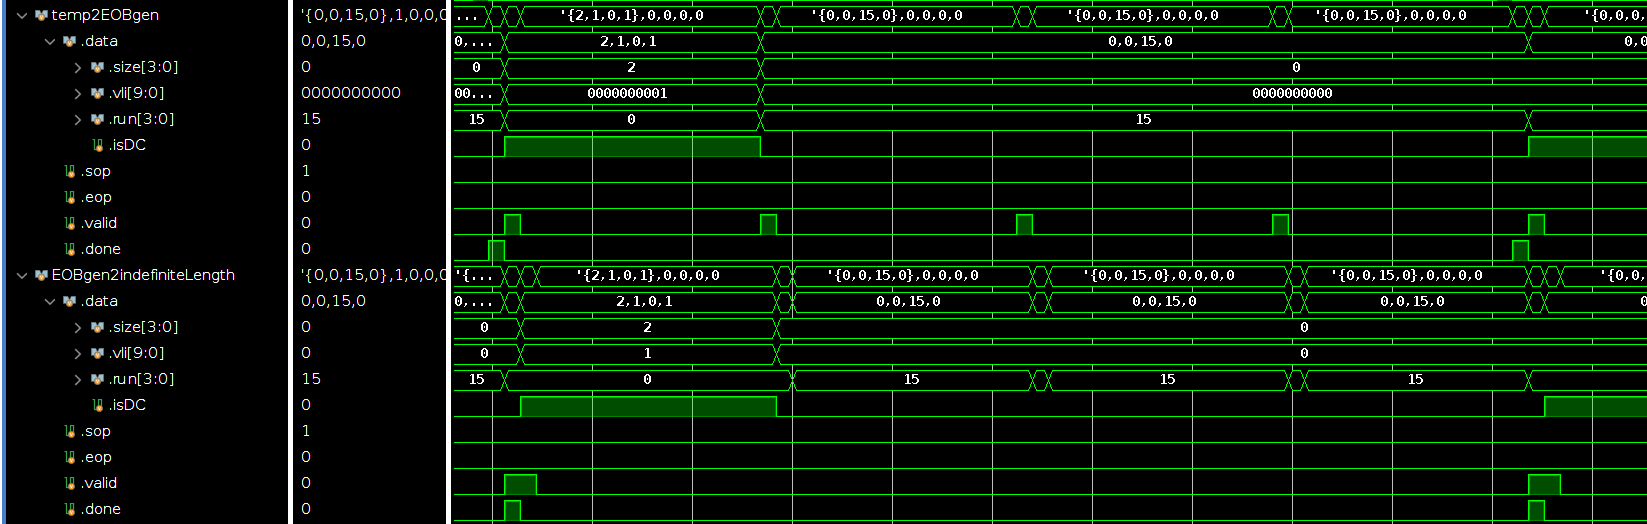 temp2EOBgen '{0,0,15,0},1,0,0,0 ... '{2,1,0,1},0,0,0,0 '{0,0,15,0},0,0,0,0 '{0,0,15,0},0,0,0,0 '{0,0,15,0},0,0,0,0 '{0,0,0,
.data 0,0,15,0 0,... 2,1,0,1 0,0,15,0 0,0
.size[3:0] 0 0 2 0
.vli[9:0] 0000000000 00... 0000000001 0000000000
.run[3:0] 15 15 0 15
.isDC 0
.sop 1
.eop 0
.valid 0
.done 0
EOBgen2indefiniteLength '{0,0,15,0},1,0,0,0 '{... '{2,1,0,1},0,0,0,0 '{0,0,15,0},0,0,0,0 '{0,0,15,0},0,0,0,0 '{0,0,15,0},0,0,0,0 '{0,0,
.data 0,0,15,0 0,... 2,1,0,1 0,0,15,0 0,0,15,0 0,0,15,0 0
.size[3:0] 0 0 2 0
.vli[9:0] 0 0 1 0
.run[3:0] 15 15 0 15 15 15
.isDC 0
.sop 1
.eop 0
.valid 0
.done 0